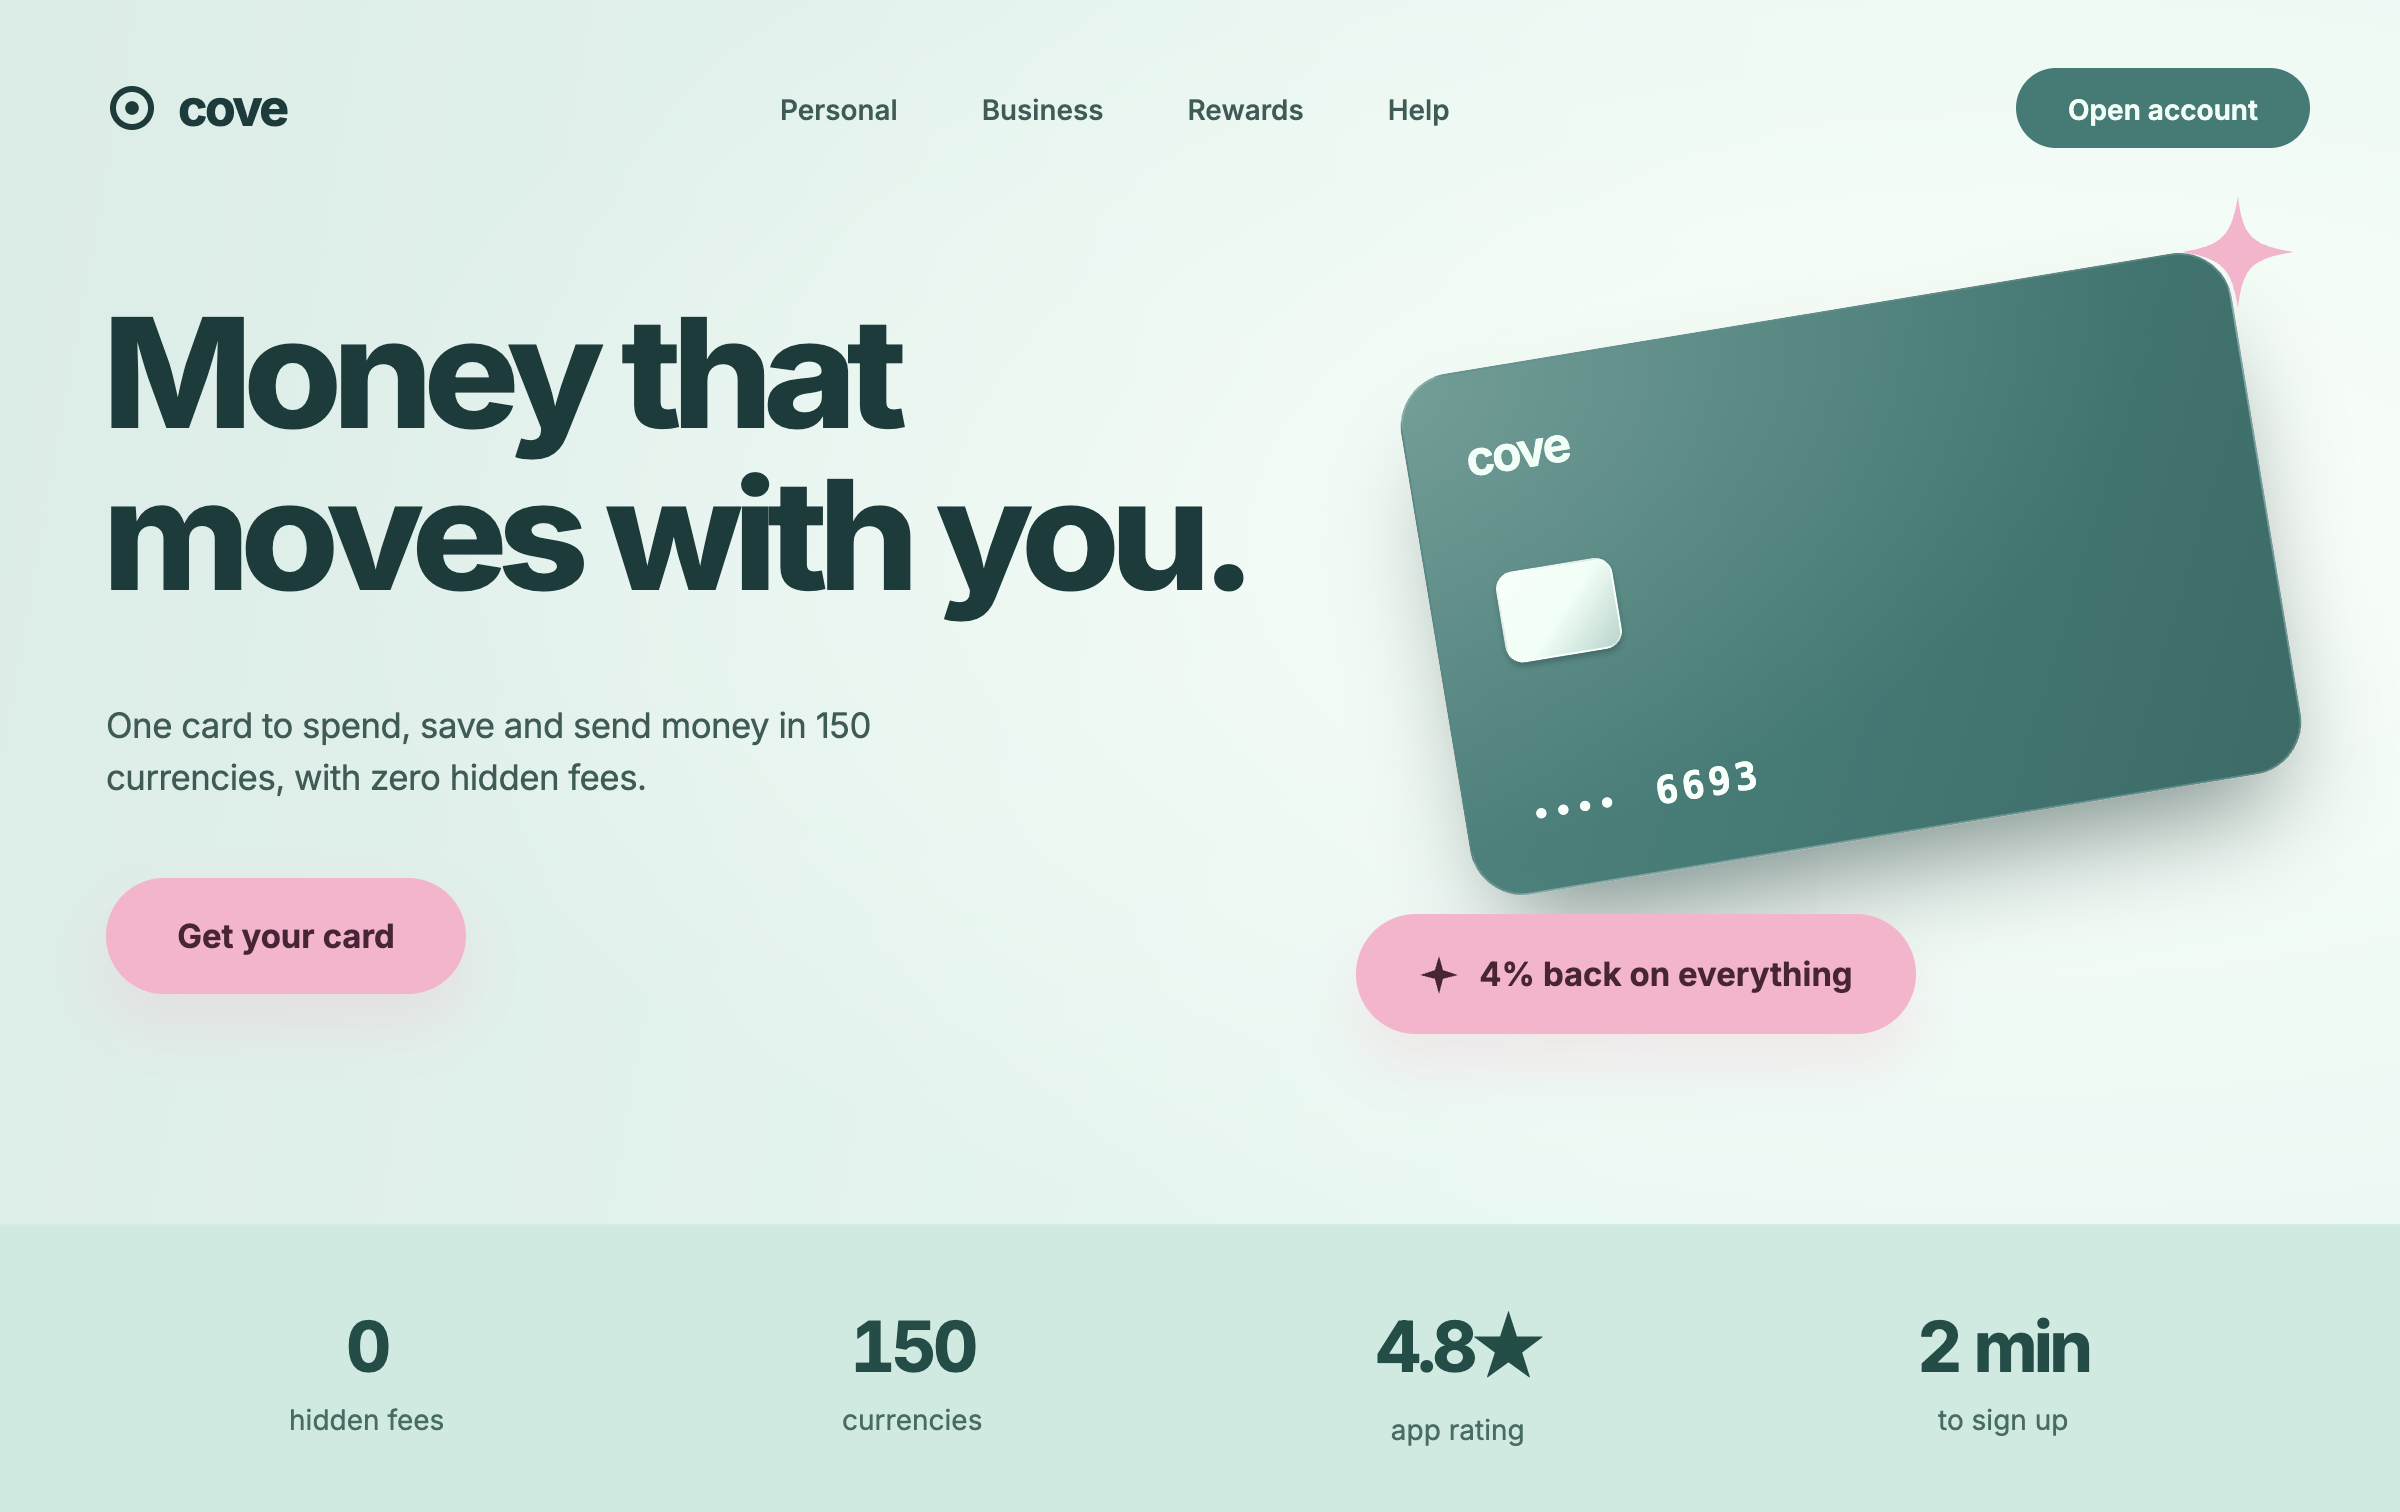 cove
Personal
Business
Rewards
Help
Open account
Money that
moves with you.
One card to spend, save and send money in 150
currencies, with zero hidden fees.
Get your card
cove
•••• 6693
4% back on everything
0
hidden fees
150
currencies
4.8★
app rating
2 min
to sign up